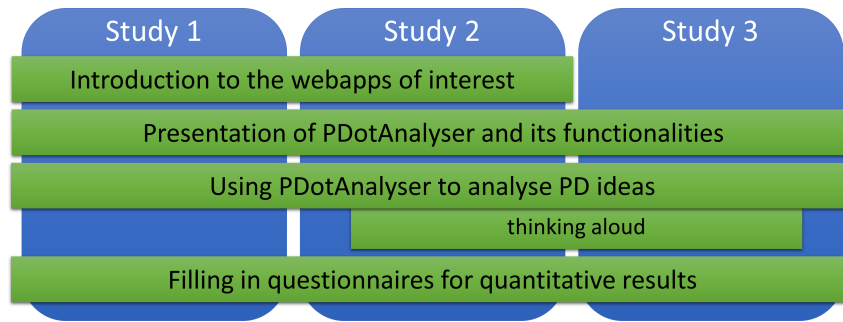 Study 1
Study 2
Study 3
Introduction to the webapps of interest
Presentation of PDotAnalyser and its functionalities
Using PDotAnalyser to analyse PD ideas
thinking aloud
Filling in questionnaires for quantitative results